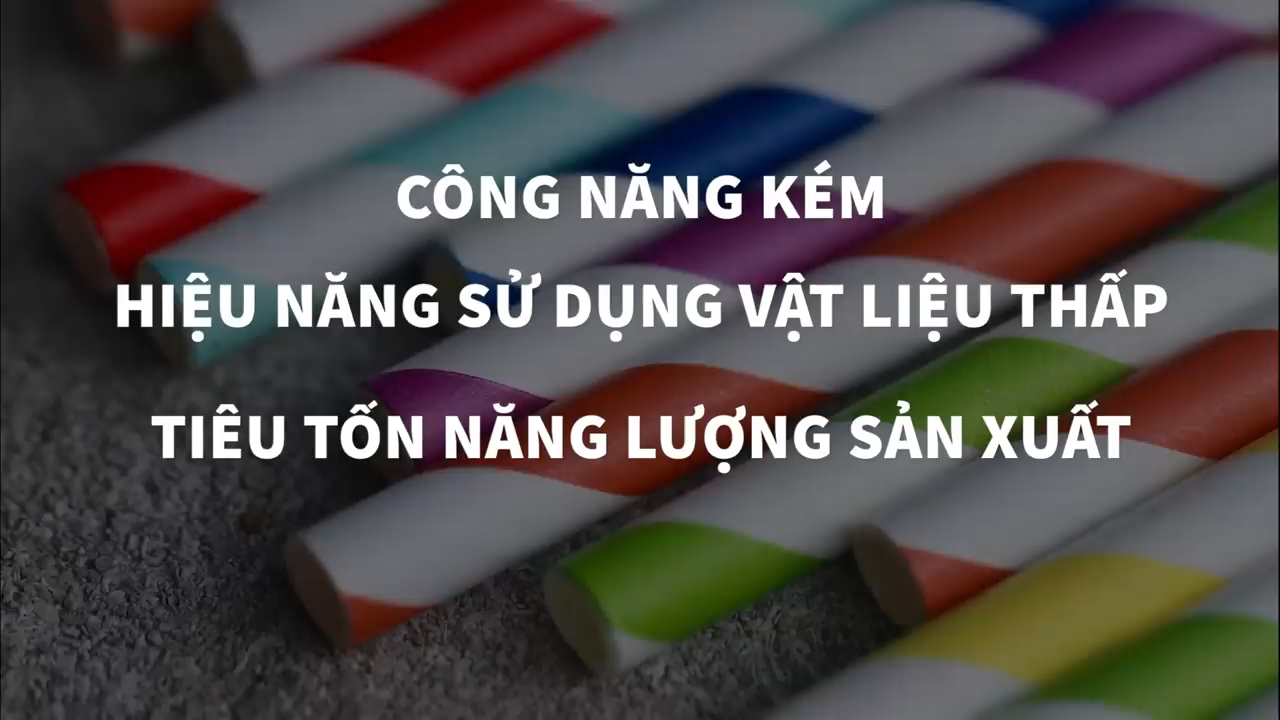 CÔNG NĂNG KÉM
HIỆU NĂNG SỬ DỤNG VẬT LIỆU THẤP
TIÊU TỐN NĂNG LƯỢNG SẢN XUẤT